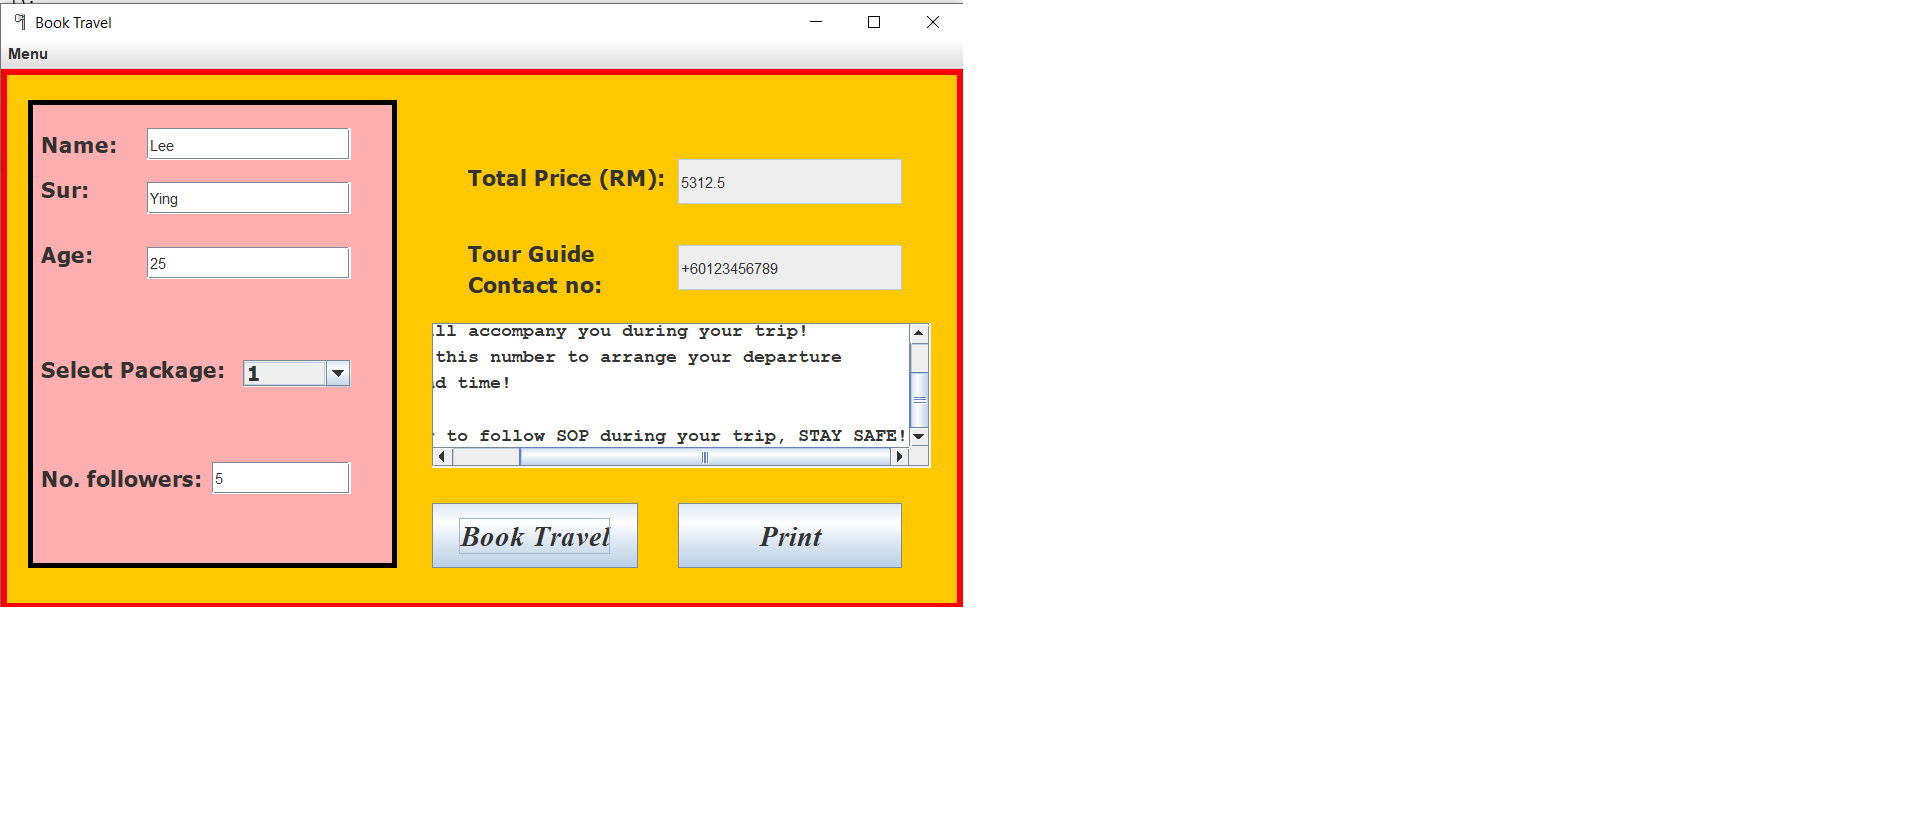 Book Travel
Menu
Name: Lee
Sur: Ying
Age: 25
Select Package: 1
No. followers: 5
Total Price (RM): 5312.5
Tour Guide
Contact no: +60123456789
accompany you during your trip!
this number to arrange your departure
time!
to follow SOP during your trip, STAY SAFE!
Book Travel
Print